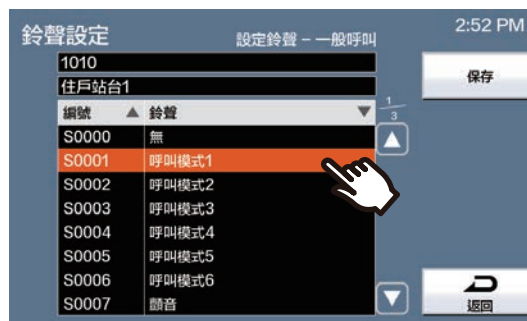 鈴聲設定
設定鈴聲 – 一般呼叫
2:52 PM
1010
住戶站台1
保存
編號 ▲ 鈴聲 ▼
1/3
S0000 無
S0001 呼叫模式1
S0002 呼叫模式2
S0003 呼叫模式3
S0004 呼叫模式4
S0005 呼叫模式5
S0006 呼叫模式6
S0007 顫音
返回